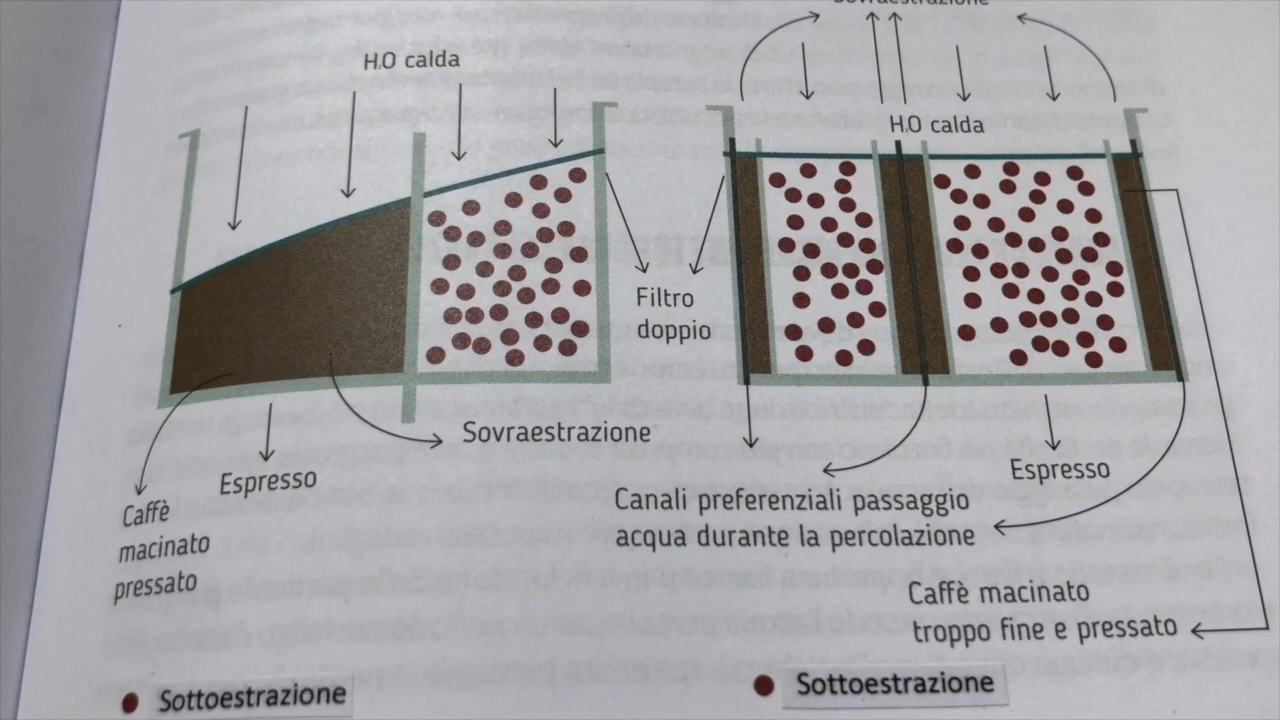 Sovraestrazione
H₂O calda
H₂O calda
Filtro
doppio
Sovraestrazione
Espresso
Caffè
macinato
pressato
Espresso
Canali preferenziali passaggio
acqua durante la percolazione
Caffè macinato
troppo fine e pressato
Sottoestrazione
Sottoestrazione